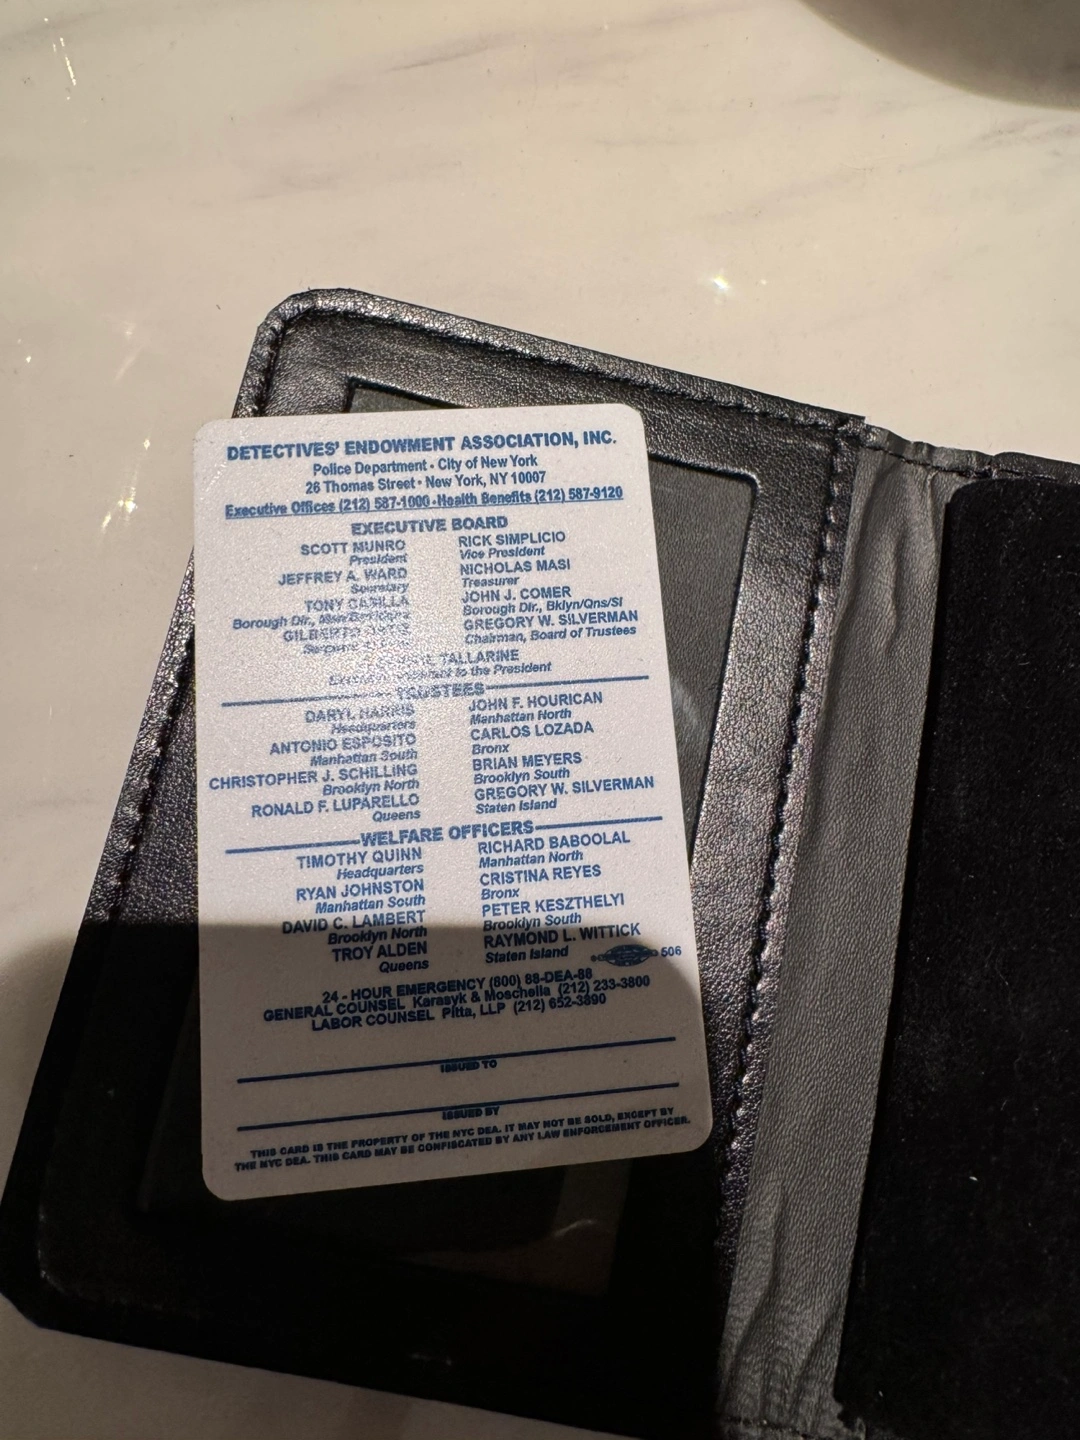 DETECTIVES' ENDOWMENT ASSOCIATION, INC.
Police Department • City of New York
26 Thomas Street • New York, NY 10007
Executive Offices (212) 587-1000 • Health Benefits (212) 587-9120
EXECUTIVE BOARD
SCOTT MUNRO
President
RICK SIMPLICIO
Vice President
JEFFREY A. WARD
Secretary
NICHOLAS MASI
Treasurer
TONY
Borough Dir.,
JOHN J. COMER
Borough Dir., Bklyn/Qns/SI
GILBERTO
GREGORY W. SILVERMAN
Chairman, Board of Trustees
TALLARINE
to the President
TRUSTEES
DARYL HARRIS
Headquarters
JOHN F. HOURICAN
Manhattan North
ANTONIO ESPOSITO
Manhattan South
CARLOS LOZADA
Bronx
CHRISTOPHER J. SCHILLING
Brooklyn North
BRIAN MEYERS
Brooklyn South
RONALD F. LUPARELLO
Queens
GREGORY W. SILVERMAN
Staten Island
WELFARE OFFICERS
TIMOTHY QUINN
Headquarters
RICHARD BABOOLAL
Manhattan North
RYAN JOHNSTON
Manhattan South
CRISTINA REYES
Bronx
DAVID C. LAMBERT
Brooklyn North
PETER KESZTHELYI
Brooklyn South
TROY ALDEN
Queens
RAYMOND L. WITTICK
Staten Island
506
24 - HOUR EMERGENCY (800) 88-DEA-88
GENERAL COUNSEL Karasyk & Moschella (212) 233-3800
LABOR COUNSEL Pitta, LLP (212) 652-3890
ISSUED TO
ISSUED BY
THIS CARD IS THE PROPERTY OF THE NYC DEA. IT MAY NOT BE SOLD, EXCEPT BY
THE NYC DEA. THIS CARD MAY BE CONFISCATED BY ANY LAW ENFORCEMENT OFFICER.